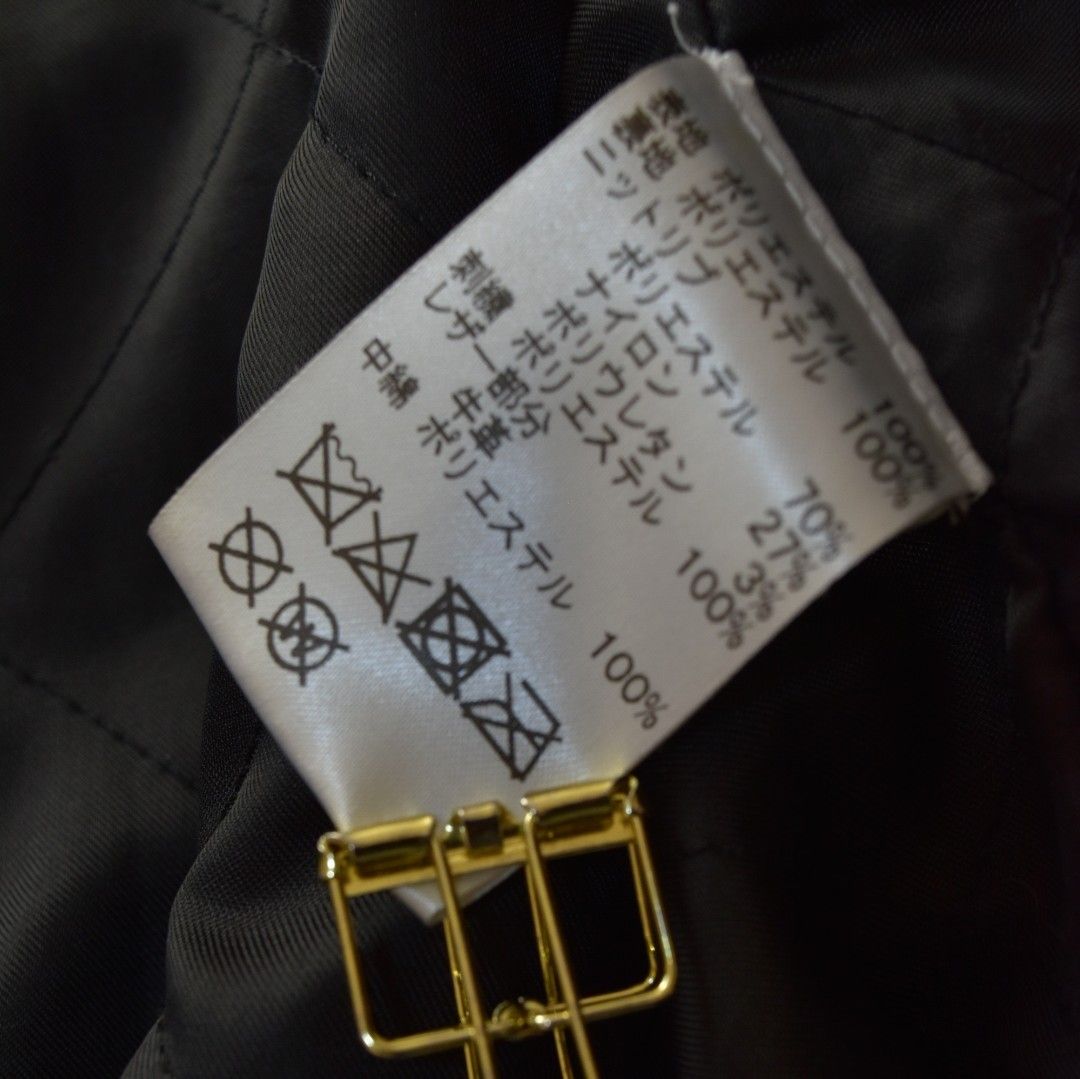 表地 ポリエステル 100%
裏地 ポリエステル 100%
ニットリブ
ポリエステル 70%
ナイロン 27%
ポリウレタン 3%
刺繍 ポリエステル 100%
レザー部分
牛革
中綿 ポリエステル 100%
W